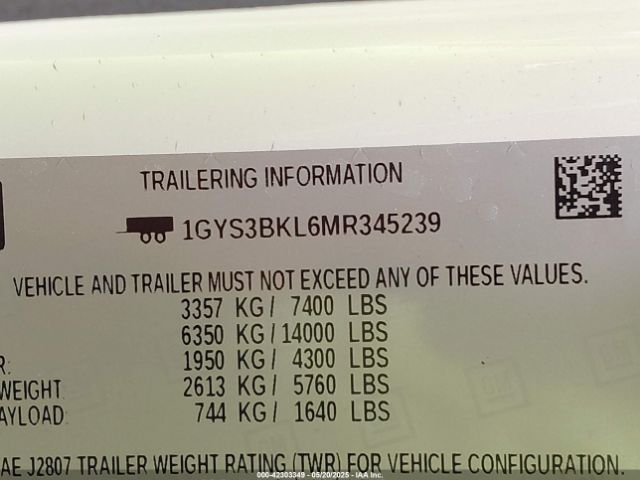 TRAILERING INFORMATION
1GYS3BKL6MR345239
VEHICLE AND TRAILER MUST NOT EXCEED ANY OF THESE VALUES.
3357 KG / 7400 LBS
6350 KG / 14000 LBS
R: 1950 KG / 4300 LBS
WEIGHT 2613 KG / 5760 LBS
AYLOAD: 744 KG / 1640 LBS
AE J2807 TRAILER WEIGHT RATING (TWR) FOR VEHICLE CONFIGURATION.
GM
000-42303349 - 05/20/2025 - IAA Inc.